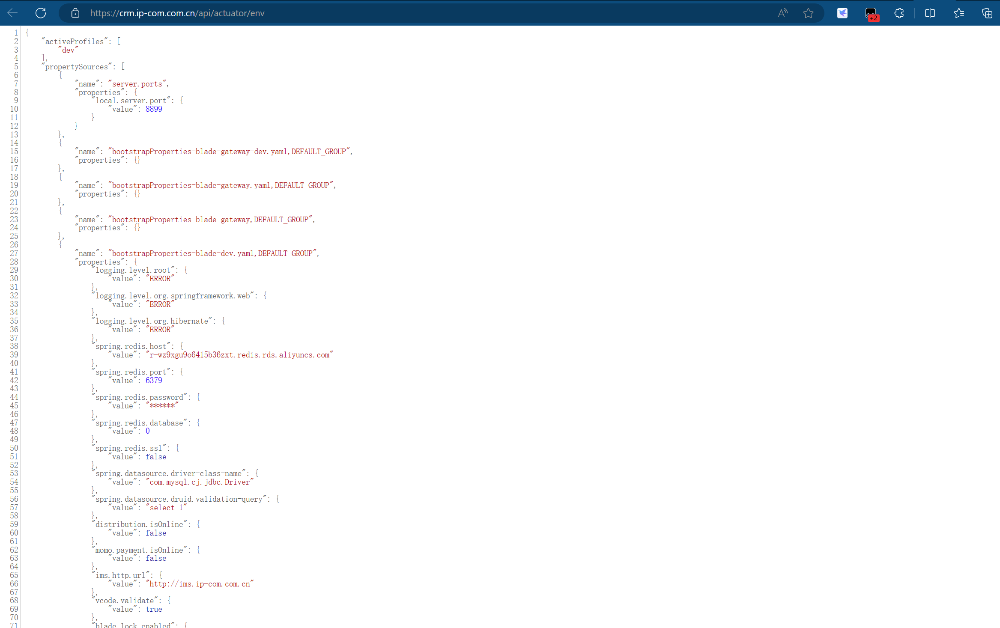 https://crm.ip-com.com.cn/api/actuator/env
+2
1 {
2 "activeProfiles": [
3 "dev"
4 ],
5 "propertySources": [
6 {
7 "name": "server.ports",
8 "properties": {
9 "local.server.port": {
10 "value": 8899
11 }
12 }
13 },
14 {
15 "name": "bootstrapProperties-blade-gateway-dev.yaml,DEFAULT_GROUP",
16 "properties": {}
17 },
18 {
19 "name": "bootstrapProperties-blade-gateway.yaml,DEFAULT_GROUP",
20 "properties": {}
21 },
22 {
23 "name": "bootstrapProperties-blade-gateway,DEFAULT_GROUP",
24 "properties": {}
25 },
26 {
27 "name": "bootstrapProperties-blade-dev.yaml,DEFAULT_GROUP",
28 "properties": {
29 "logging.level.root": {
30 "value": "ERROR"
31 },
32 "logging.level.org.springframework.web": {
33 "value": "ERROR"
34 },
35 "logging.level.org.hibernate": {
36 "value": "ERROR"
37 },
38 "spring.redis.host": {
39 "value": "r-wz9xgu9o6415b36zxt.redis.rds.aliyuncs.com"
40 },
41 "spring.redis.port": {
42 "value": 6379
43 },
44 "spring.redis.password": {
45 "value": "******"
46 },
47 "spring.redis.database": {
48 "value": 0
49 },
50 "spring.redis.ssl": {
51 "value": false
52 },
53 "spring.datasource.driver-class-name": {
54 "value": "com.mysql.cj.jdbc.Driver"
55 },
56 "spring.datasource.druid.validation-query": {
57 "value": "select 1"
58 },
59 "distribution.isOnline": {
60 "value": false
61 },
62 "momo.payment.isOnline": {
63 "value": false
64 },
65 "ims.http.url": {
66 "value": "http://ims.ip-com.com.cn"
67 },
68 "vcode.validate": {
69 "value": true
70 },
71 "blade.lock.enabled": {